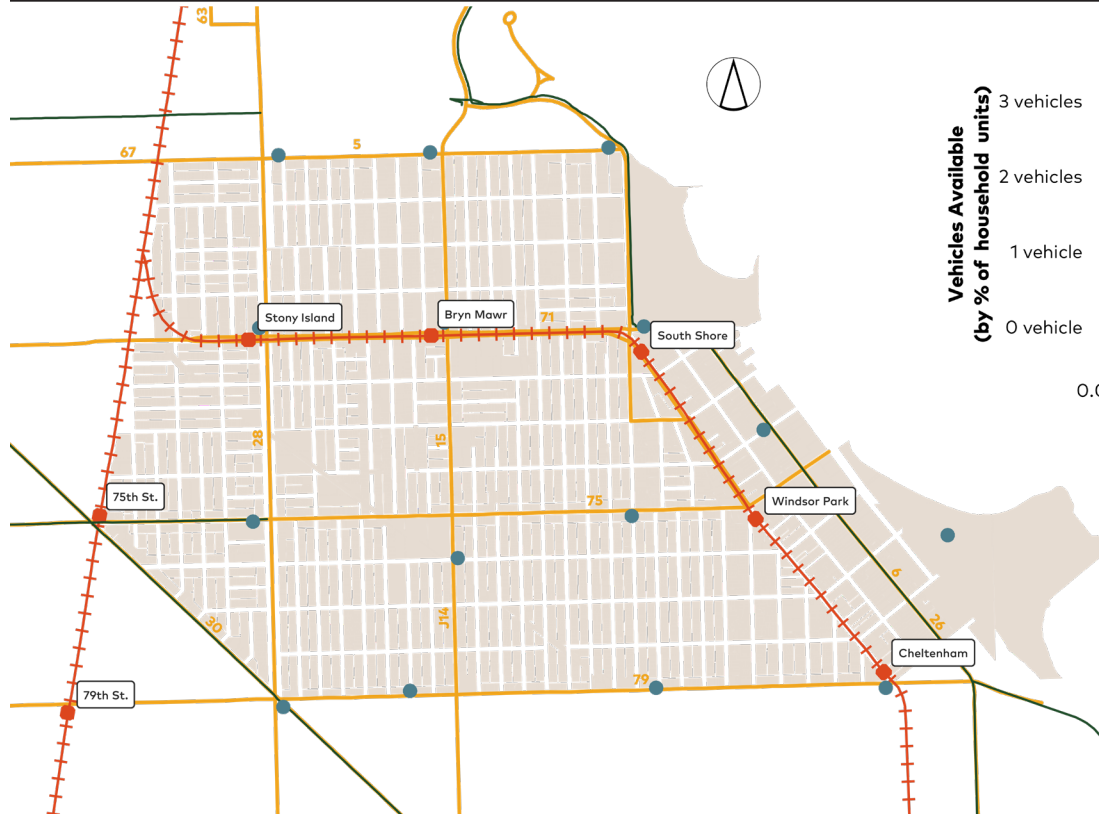 63
67
5
Stony Island
Bryn Mawr
71
South Shore
28
15
75th St.
75
Windsor Park
6
J14
30
26
Cheltenham
79
79th St.
Vehicles Available
(by % of household units)
3 vehicles
2 vehicles
1 vehicle
0 vehicle